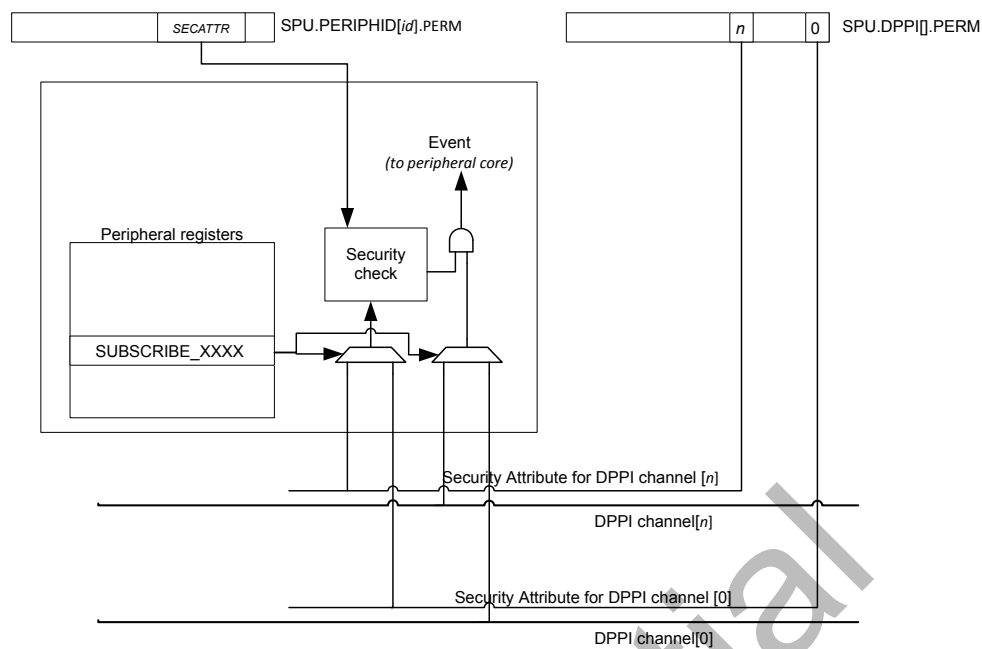 SECATTR
SPU.PERIPHID[id].PERM
n
0
SPU.DPPI[].PERM
Event
(to peripheral core)
Peripheral registers
Security
check
SUBSCRIBE_XXXX
Security Attribute for DPPI channel [n]
DPPI channel[n]
Security Attribute for DPPI channel [0]
DPPI channel[0]